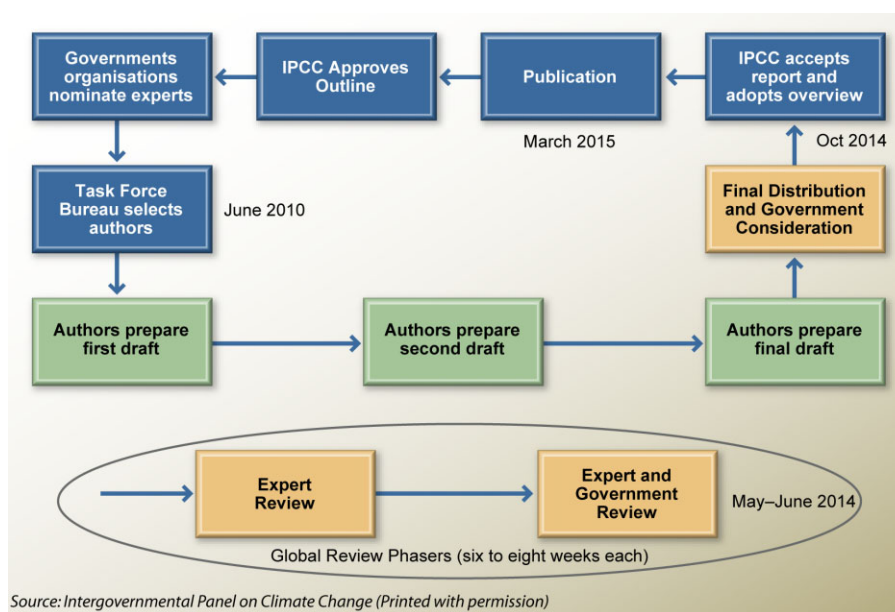 Governments
organisations
nominate experts
IPCC Approves
Outline
Publication
IPCC accepts
report and
adopts overview
March 2015
Oct 2014
Task Force
Bureau selects
authors
June 2010
Final Distribution
and Government
Consideration
Authors prepare
first draft
Authors prepare
second draft
Authors prepare
final draft
Expert
Review
Expert and
Government
Review
May–June 2014
Global Review Phasers (six to eight weeks each)
Source: Intergovernmental Panel on Climate Change (Printed with permission)